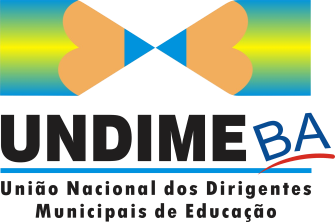 UNDIME BA
União Nacional dos Dirigentes
Municipais de Educação